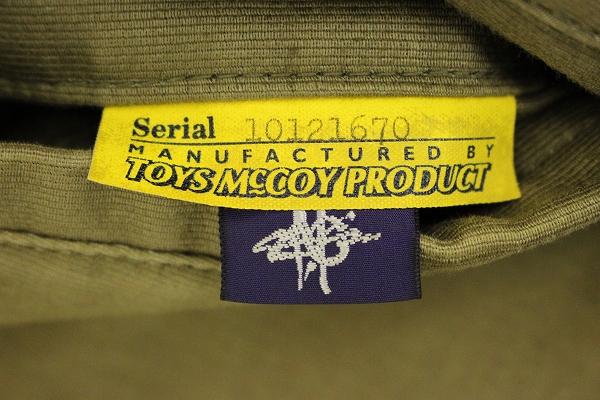 Serial 10121670
MANUFACTURED BY
TOYS McCOY PRODUCT